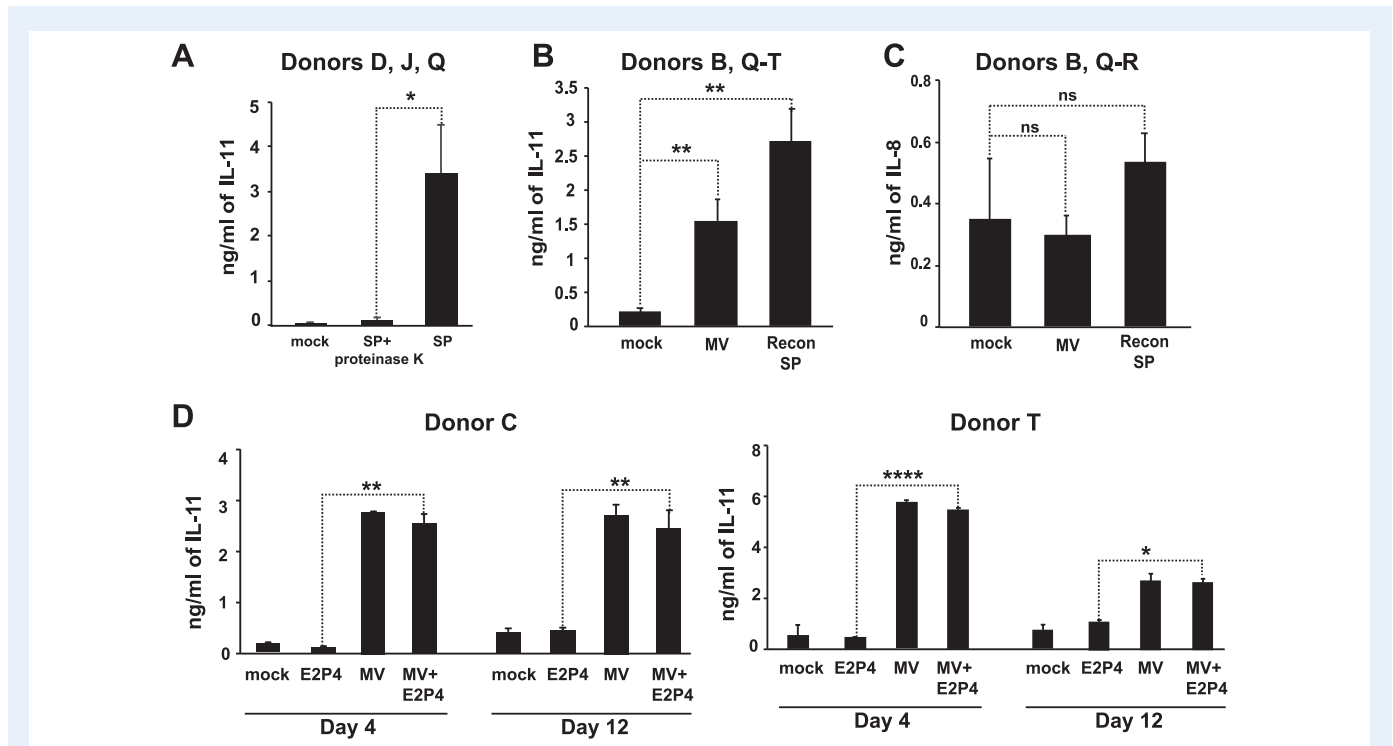 A
Donors D, J, Q
ng/ml of IL-11
5
4
3
2
1
0
*
mock
SP+
proteinase K
SP
B
Donors B, Q-T
ng/ml of IL-11
3.5
3
2.5
2
1.5
1
0.5
0
**
**
mock
MV
Recon
SP
C
Donors B, Q-R
ng/ml of IL-8
0.8
0.6
0.4
0.2
0
ns
ns
mock
MV
Recon
SP
D
Donor C
ng/ml of IL-11
4
3
2
1
0
**
**
mock E2P4 MV MV+
E2P4
Day 4
mock E2P4 MV MV+
E2P4
Day 12
Donor T
ng/ml of IL-11
8
6
4
2
0
****
*
mock E2P4 MV MV+
E2P4
Day 4
mock E2P4 MV MV+
E2P4
Day 12